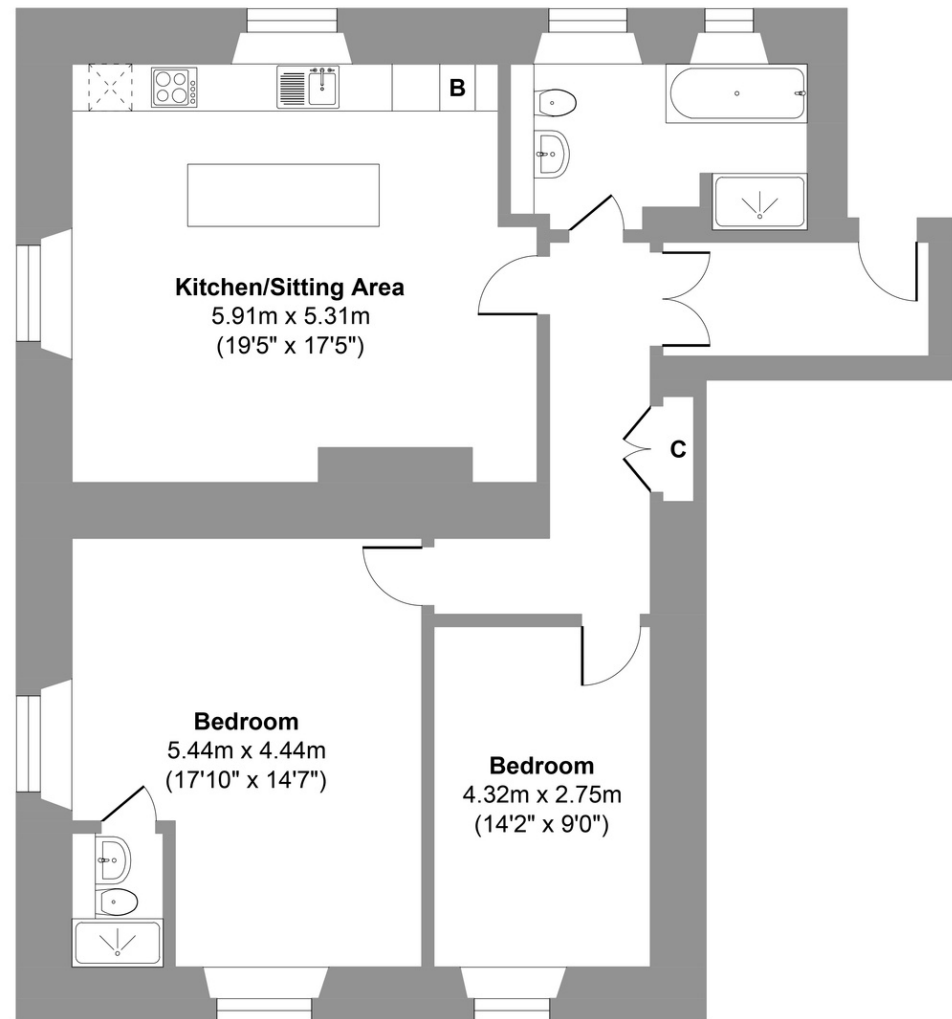 B
Kitchen/Sitting Area
5.91m x 5.31m
(19'5" x 17'5")
C
Bedroom
5.44m x 4.44m
(17'10" x 14'7")
Bedroom
4.32m x 2.75m
(14'2" x 9'0")